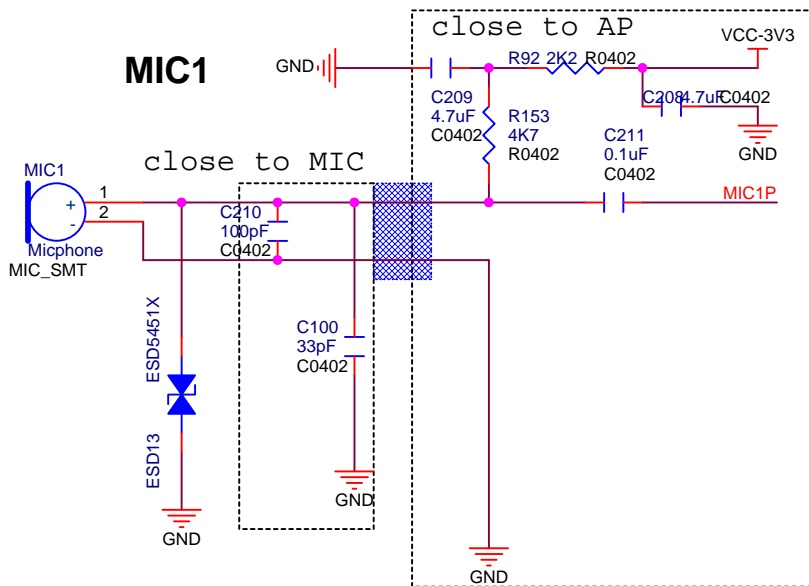 close to AP
VCC-3V3
MIC1
GND
R92 2K2 R0402
C209
4.7uF
C0402
R153
4K7
R0402
C208 4.7uF C0402
GND
C211
0.1uF
C0402
close to MIC
MIC1
1
2
+
-
Micphone
MIC_SMT
C210
100pF
C0402
MIC1P
ESD5451X
ESD13
C100
33pF
C0402
GND
GND
GND